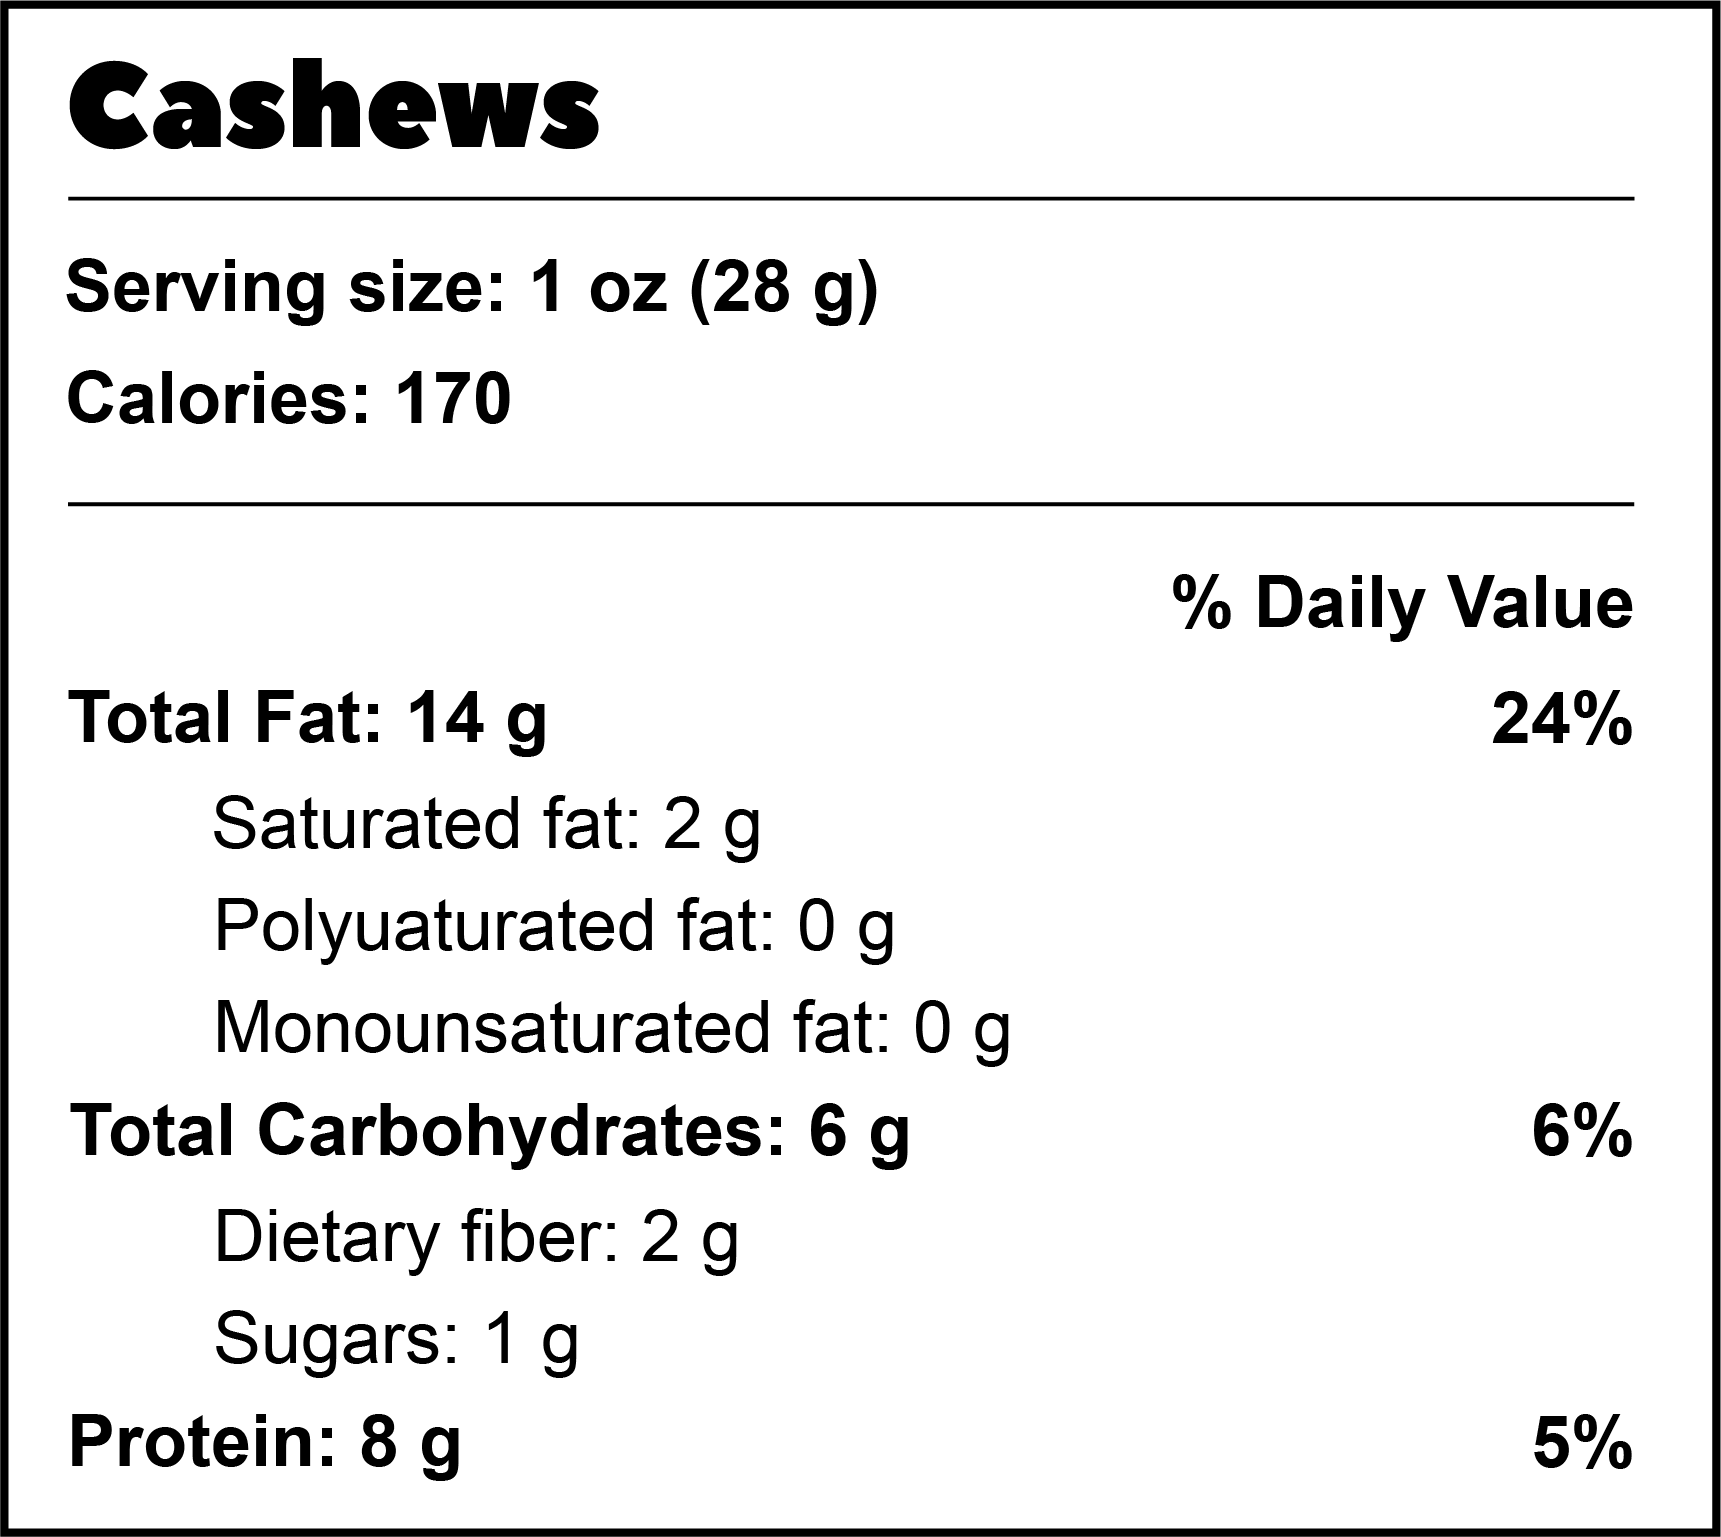 Cashews
Serving size: 1 oz (28 g)
Calories: 170
% Daily Value
Total Fat: 14 g 24%
Saturated fat: 2 g
Polyuaturated fat: 0 g
Monounsaturated fat: 0 g
Total Carbohydrates: 6 g 6%
Dietary fiber: 2 g
Sugars: 1 g
Protein: 8 g 5%